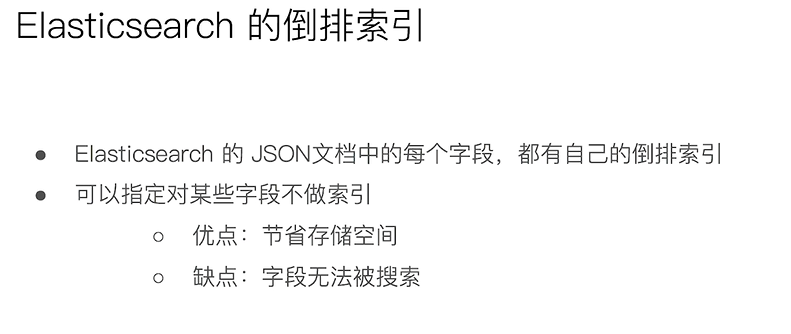 Elasticsearch 的倒排索引
● Elasticsearch 的 JSON文档中的每个字段，都有自己的倒排索引
● 可以指定对某些字段不做索引
○ 优点：节省存储空间
○ 缺点：字段无法被搜索